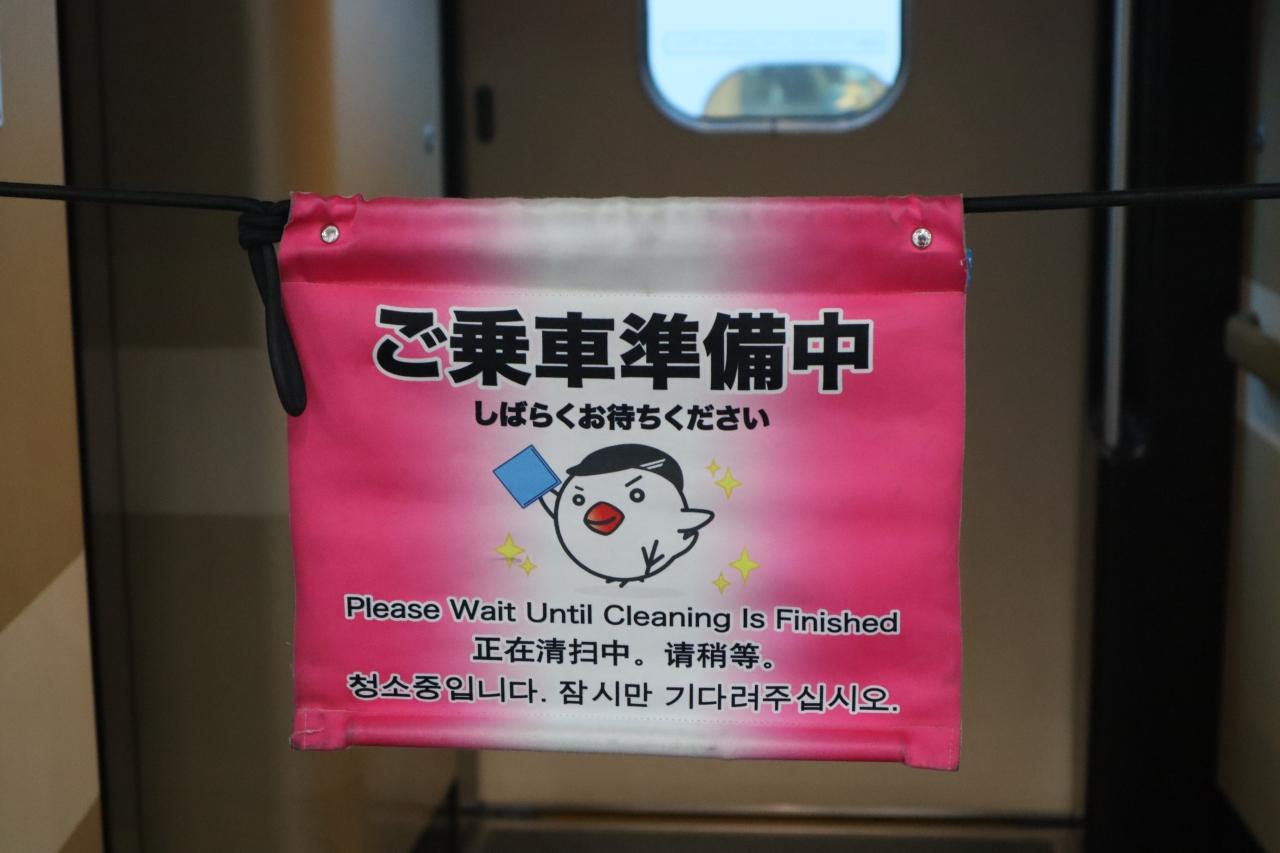 ご乗車準備中
しばらくお待ちください
Please Wait Until Cleaning Is Finished
正在清扫中。请稍等。
청소중입니다. 잠시만 기다려주십시오.